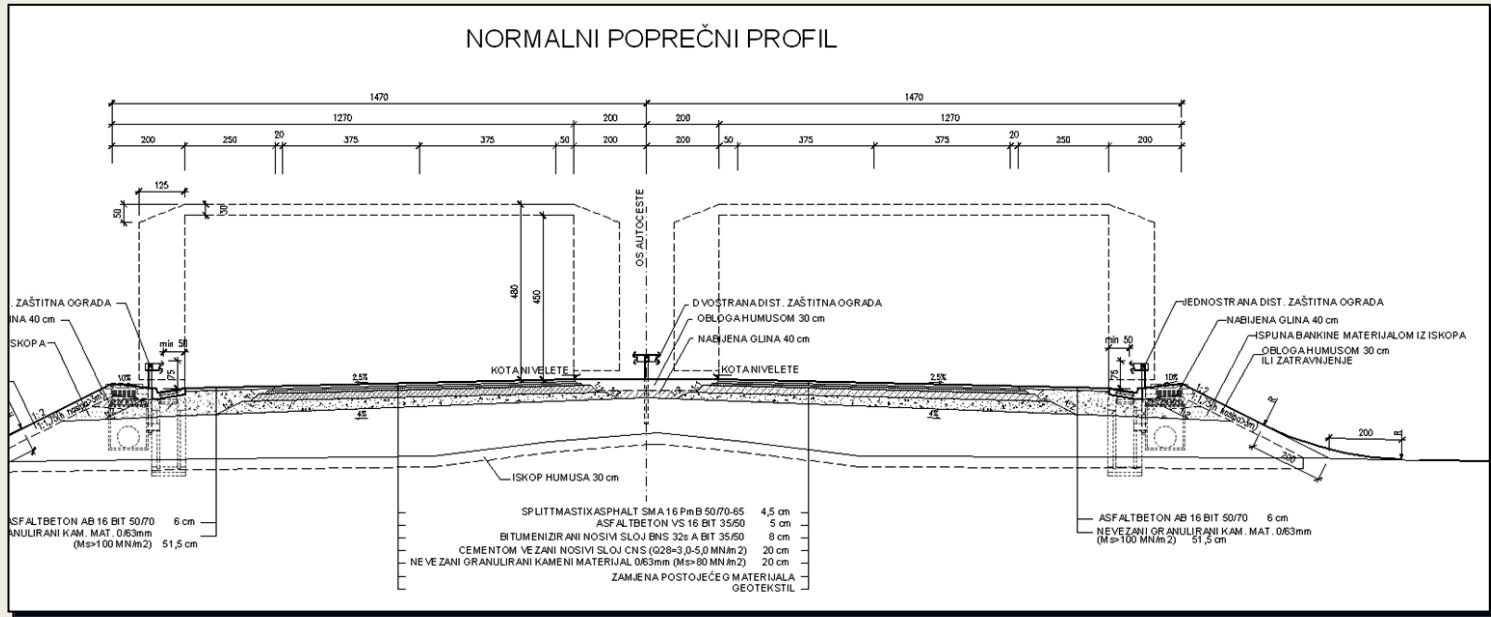 NORMALNI POPREČNI PROFIL
1470 1470
1270 200 200 1270
200 250 20 375 375 50 200 200 50 375 375 20 250 200
125
50
30
480
450
OS AUTOCESTE
. ZAŠTITNA OGRADA
INA 40 cm
ISKOPA
min 50
75
DVOSTRANA DIST. ZAŠTITNA OGRADA
OBLOGA HUMUSOM 30 cm
NABIJENA GLINA 40 cm
JEDNOSTRANA DIST. ZAŠTITNA OGRADA
NABIJENA GLINA 40 cm
ISPUNA BANKINE MATERIJALOM IZ ISKOPA
OBLOGA HUMUSOM 30 cm
ILI ZATRAVNJENJE
min 50
75
KOTA NIVELETE
KOTA NIVELETE
10%
2.5%
2.5%
10%
4%
4%
1:2
1:2
R
200
200
ISKOP HUMUSA 30 cm
ASFALTBETON AB 16 BIT 50/70 6 cm
ANULIRANI KAM. MAT. 0/63mm
(Ms>100 MN/m2) 51,5 cm
SPLITTMASTIXASPHALT SMA 16 PmB 50/70-65 4,5 cm
ASFALTBETON VS 16 BIT 35/50 5 cm
BITUMENIZIRANI NOSIVI SLOJ BNS 32s A BIT 35/50 8 cm
CEMENTOM VEZANI NOSIVI SLOJ CNS (Q28=3,0-5,0 MN/m2) 20 cm
NEVEZANI GRANULIRANI KAMENI MATERIJAL 0/63mm (Ms>80 MN/m2) 20 cm
ZAMJENA POSTOJEĆEG MATERIJALA
GEOTEKSTIL
ASFALTBETON AB 16 BIT 50/70 6 cm
NEVEZANI GRANULIRANI KAM. MAT. 0/63mm
(Ms>100 MN/m2) 51,5 cm